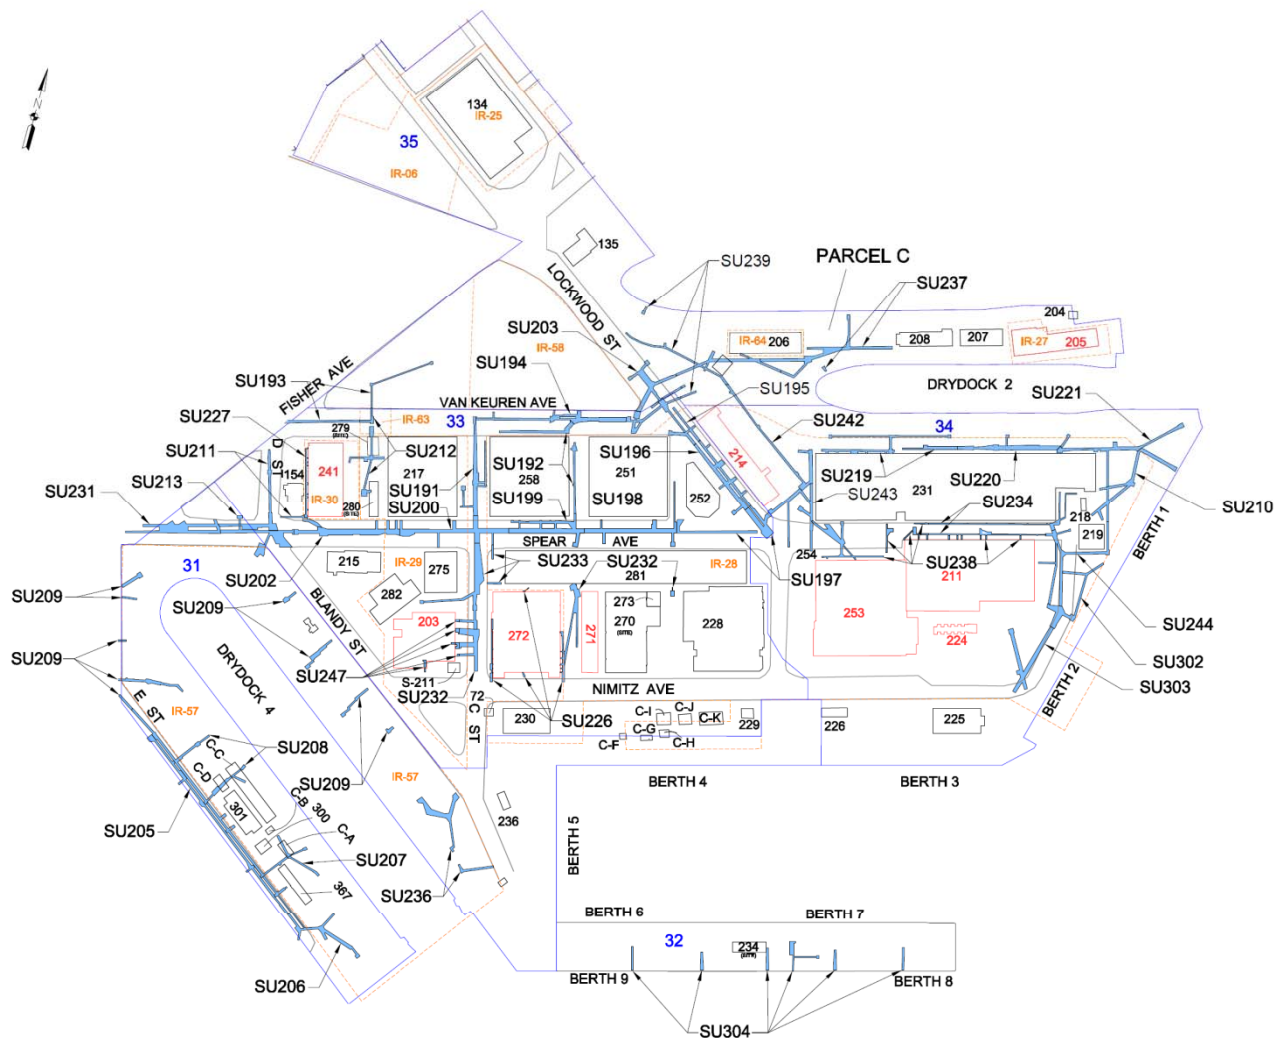 134
IR-25
35
IR-06
N
135
SU239
PARCEL C
SU237
LOCKWOOD ST
204
SU203
IR-64
206
208
207
IR-27
205
IR-58
SU194
SU193
FISHER AVE
SU195
DRYDOCK 2
SU221
VAN KEUREN AVE
SU227
IR-63
33
SU242
34
279
(SITE)
D ST
SU211
SU212
SU196
214
154
241
217
SU192
251
SU219
SU220
SU231
SU213
IR-30
280
SU191
258
252
SU243
231
SU234
SU210
SU199
SU198
218
SU200
219
BERTH 1
SPEAR AVE
254
31
215
IR-29
SU233
SU232
IR-28
SU238
SU202
275
281
SU197
211
SU209
SU209
282
253
BLANDY ST
273
SU244
203
272
271
270
(SITE)
228
224
SU209
SU247
SU302
S-211
SU232
NIMITZ AVE
BERTH 2
SU303
DRYDOCK 4
72
C ST
E ST
IR-57
230
SU226
C-I
C-J
C-K
229
226
225
C-F
C-G
C-H
SU208
C-C
C-D
SU209
IR-57
BERTH 4
BERTH 3
C-B
300
301
236
SU205
C-A
SU207
BERTH 5
367
SU236
BERTH 6
BERTH 7
32
234
(SITE)
SU206
BERTH 9
BERTH 8
SU304